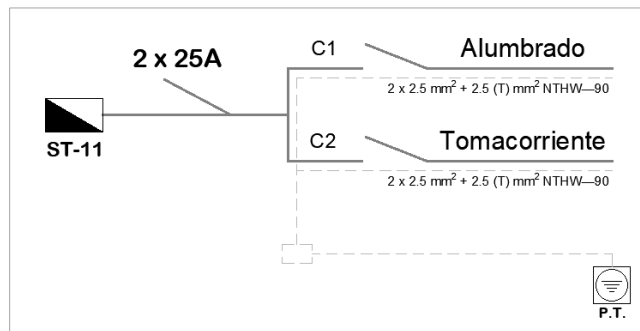 2 x 25A
C1
Alumbrado
2 x 2.5 mm² + 2.5 (T) mm² NTHW—90
ST-11
C2
Tomacorriente
2 x 2.5 mm² + 2.5 (T) mm² NTHW—90
P.T.